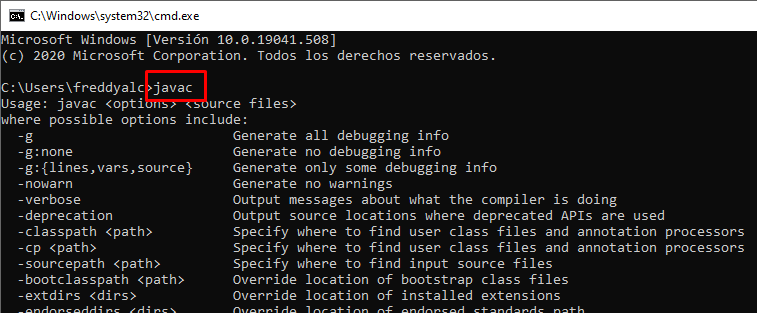 C:\Windows\system32\cmd.exe
Microsoft Windows [Versión 10.0.19041.508]
(c) 2020 Microsoft Corporation. Todos los derechos reservados.
C:\Users\freddyalc>javac
Usage: javac <options> <source files>
where possible options include:
  -g                         Generate all debugging info
  -g:none                    Generate no debugging info
  -g:{lines,vars,source}     Generate only some debugging info
  -nowarn                    Generate no warnings
  -verbose                   Output messages about what the compiler is doing
  -deprecation               Output source locations where deprecated APIs are used
  -classpath <path>          Specify where to find user class files and annotation processors
  -cp <path>                 Specify where to find user class files and annotation processors
  -sourcepath <path>         Specify where to find input source files
  -bootclasspath <path>      Override location of bootstrap class files
  -extdirs <dirs>            Override location of installed extensions
  -endorseddirs <dirs>       Override location of endorsed standards path